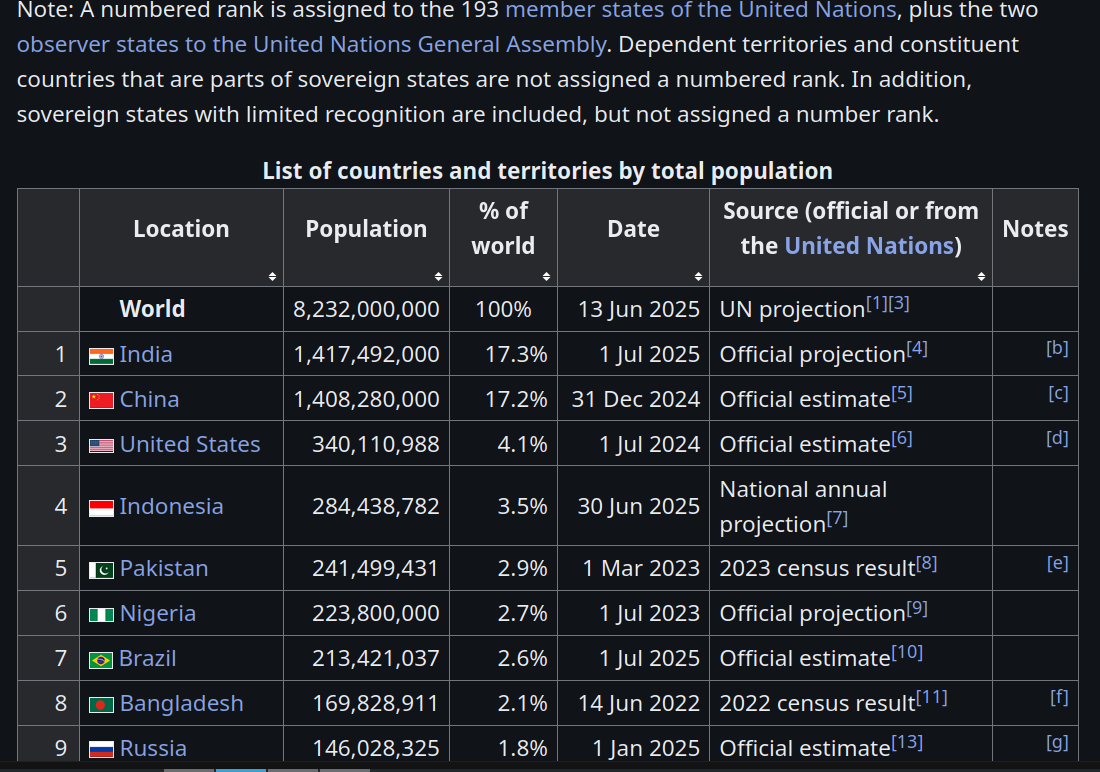 Note: A numbered rank is assigned to the 193 member states of the United Nations, plus the two
observer states to the United Nations General Assembly. Dependent territories and constituent
countries that are parts of sovereign states are not assigned a numbered rank. In addition,
sovereign states with limited recognition are included, but not assigned a number rank.
List of countries and territories by total population
Location Population % of world Date Source (official or from the United Nations) Notes
World 8,232,000,000 100% 13 Jun 2025 UN projection[1][3]
1 India 1,417,492,000 17.3% 1 Jul 2025 Official projection[4] [b]
2 China 1,408,280,000 17.2% 31 Dec 2024 Official estimate[5] [c]
3 United States 340,110,988 4.1% 1 Jul 2024 Official estimate[6] [d]
4 Indonesia 284,438,782 3.5% 30 Jun 2025 National annual projection[7]
5 Pakistan 241,499,431 2.9% 1 Mar 2023 2023 census result[8] [e]
6 Nigeria 223,800,000 2.7% 1 Jul 2023 Official projection[9]
7 Brazil 213,421,037 2.6% 1 Jul 2025 Official estimate[10]
8 Bangladesh 169,828,911 2.1% 14 Jun 2022 2022 census result[11] [f]
9 Russia 146,028,325 1.8% 1 Jan 2025 Official estimate[13] [g]